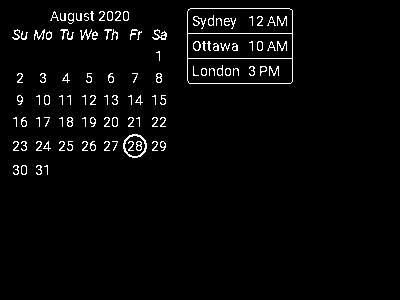 August 2020
Su Mo Tu We Th Fr Sa
1
2 3 4 5 6 7 8
9 10 11 12 13 14 15
16 17 18 19 20 21 22
23 24 25 26 27 28 29
30 31
Sydney 12 AM
Ottawa 10 AM
London 3 PM